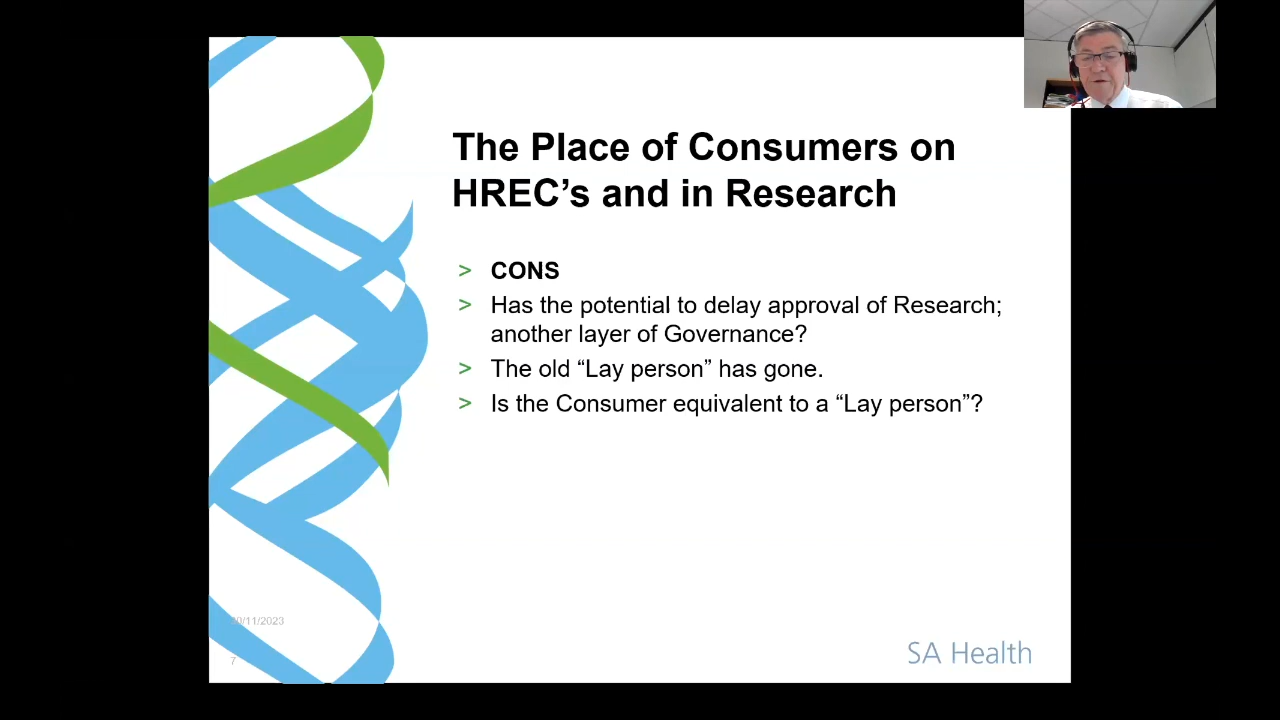 The Place of Consumers on
HREC’s and in Research
> CONS
> Has the potential to delay approval of Research;
another layer of Governance?
> The old “Lay person” has gone.
> Is the Consumer equivalent to a “Lay person”?
/11/2023
7
SA Health